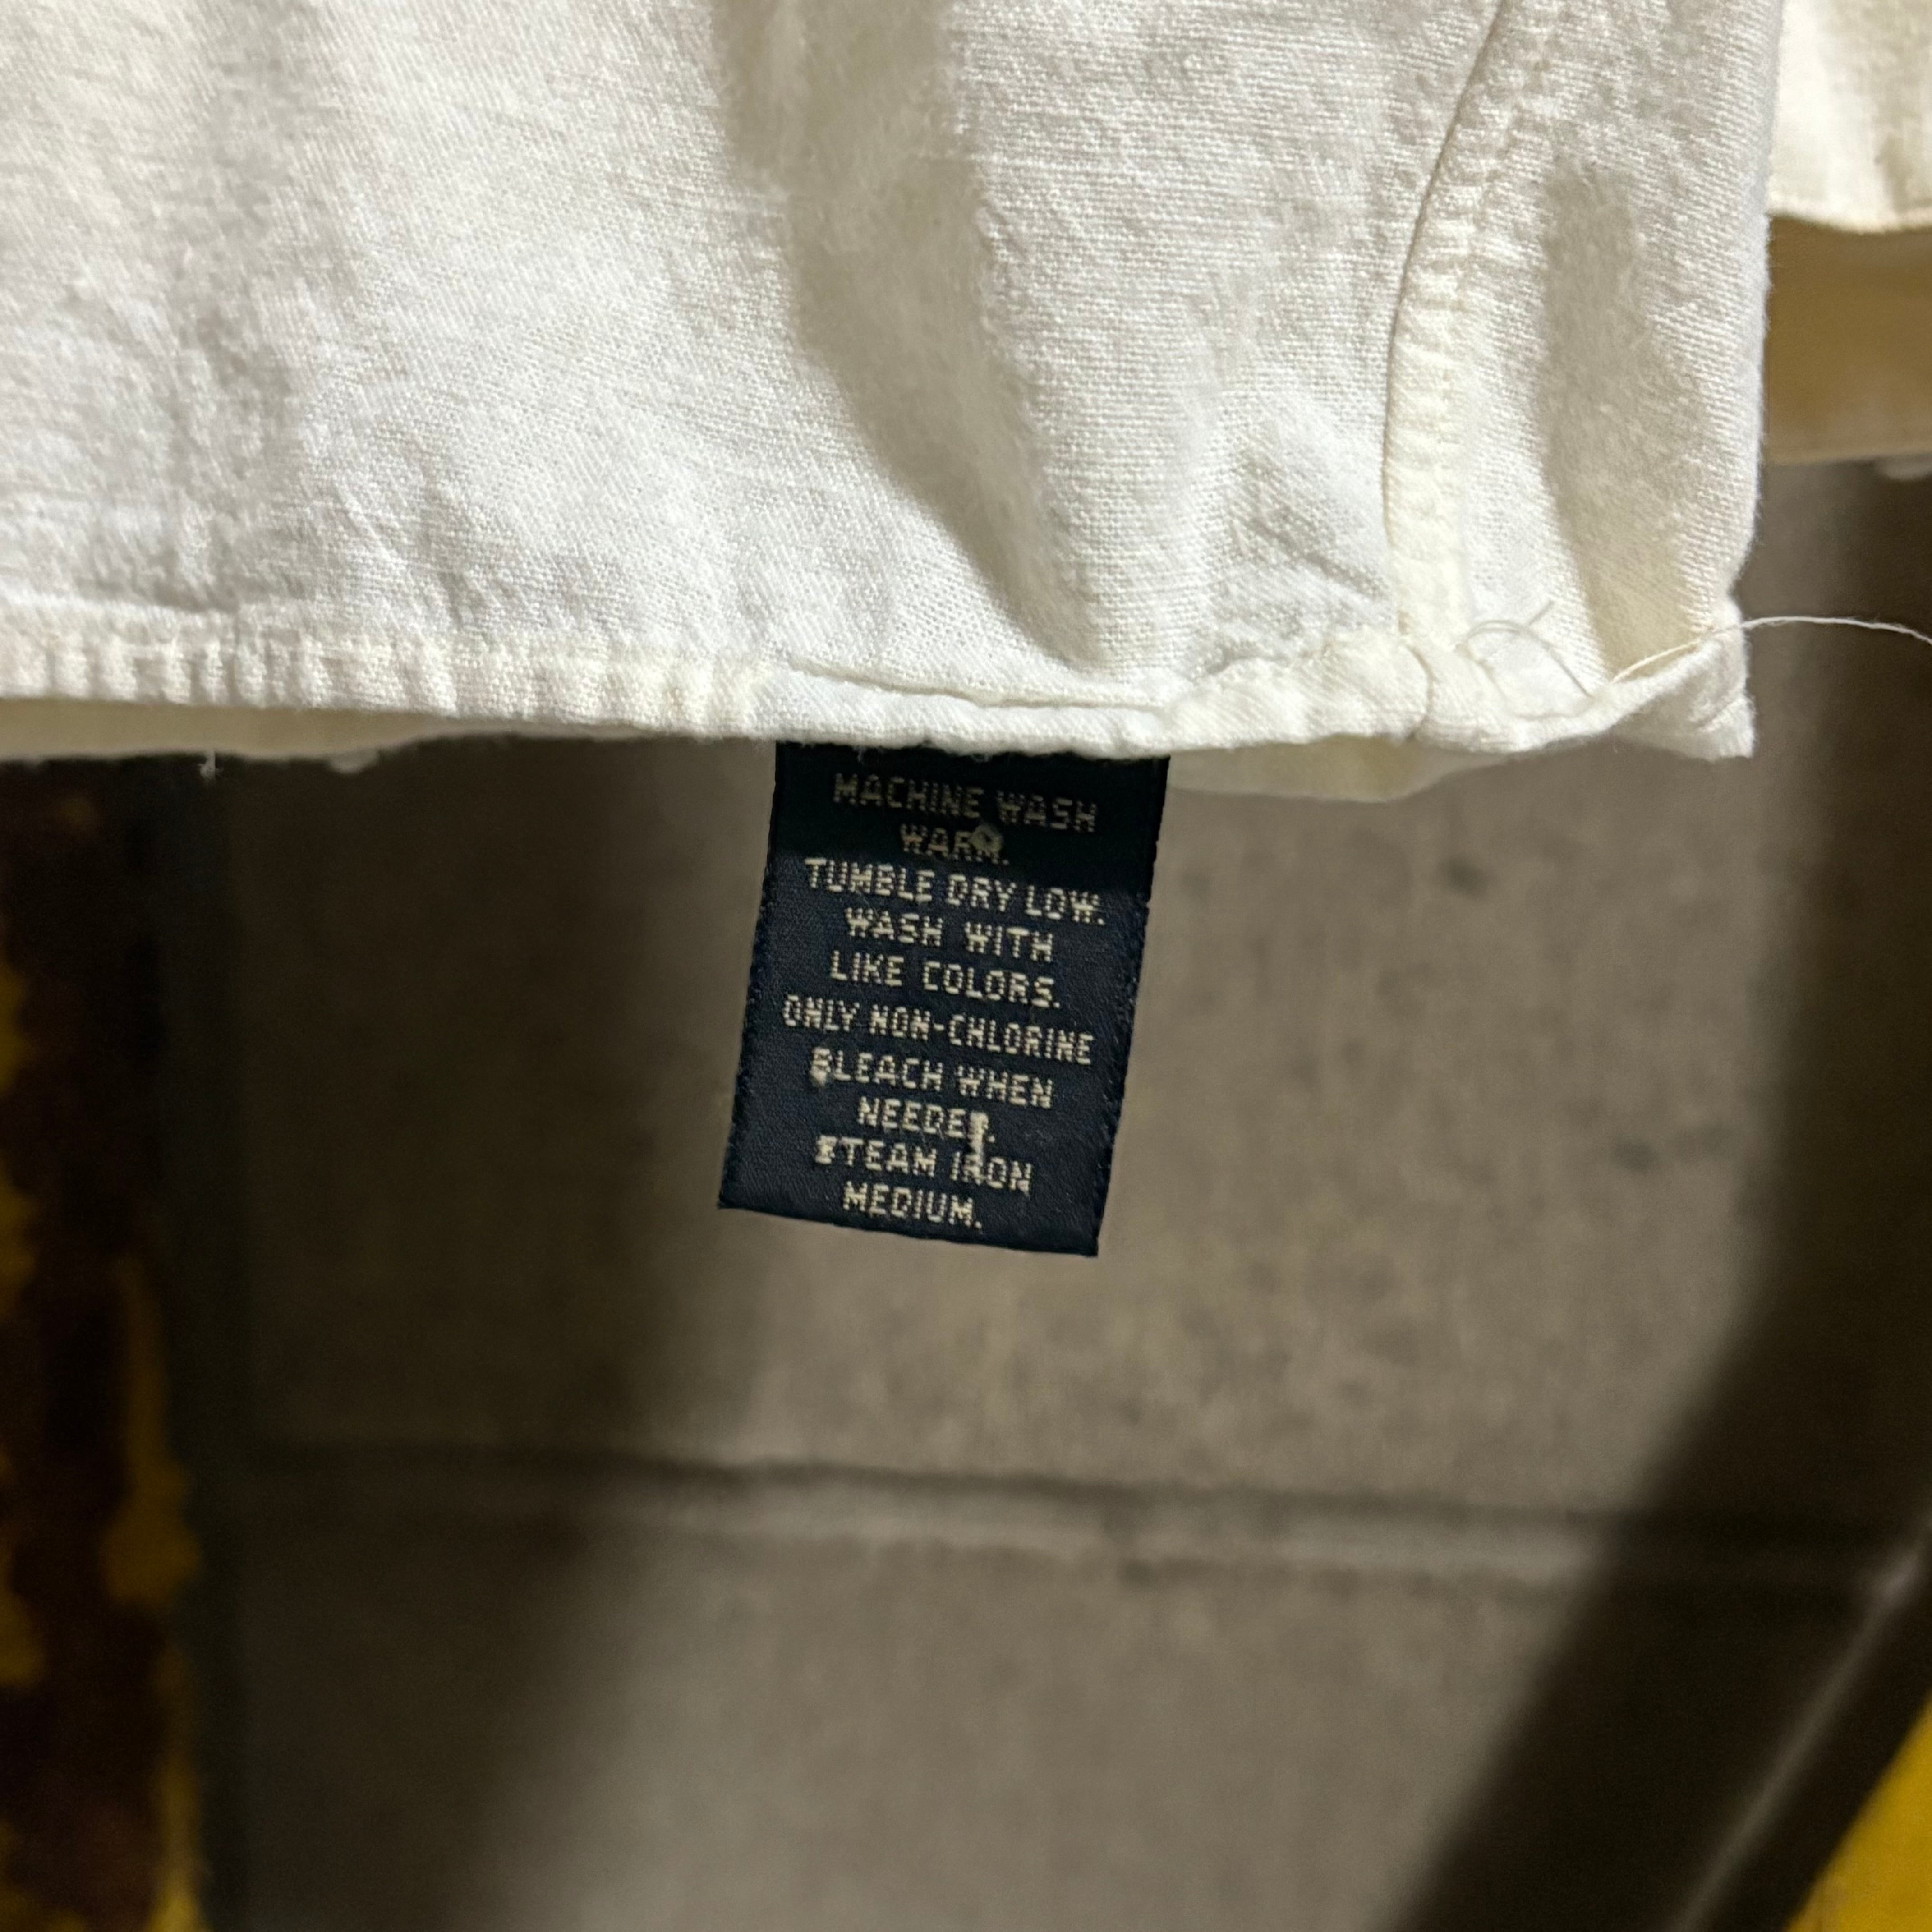 MACHINE WASH
WARM.
TUMBLE DRY LOW.
WASH WITH
LIKE COLORS.
ONLY NON-CHLORINE
BLEACH WHEN
NEEDED.
STEAM IRON
MEDIUM.